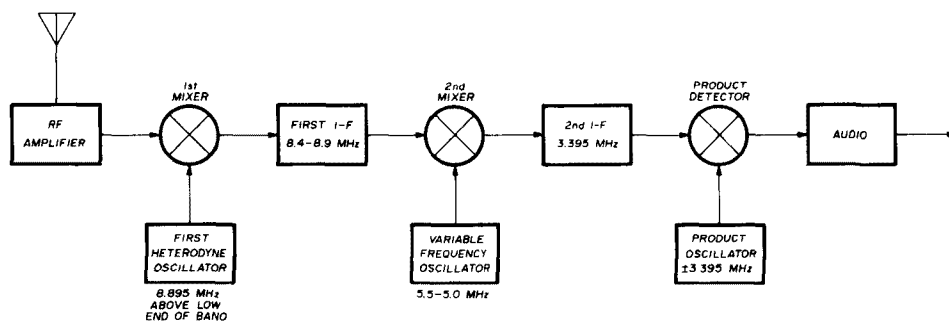 RF
AMPLIFIER
1st
MIXER
FIRST
HETERODYNE
OSCILLATOR
8.895 MHz
ABOVE LOW
END OF BAND
FIRST I-F
8.4-8.9 MHz
2nd
MIXER
VARIABLE
FREQUENCY
OSCILLATOR
5.5-5.0 MHz
2nd I-F
3.395 MHz
PRODUCT
DETECTOR
PRODUCT
OSCILLATOR
±3.395 MHz
AUDIO